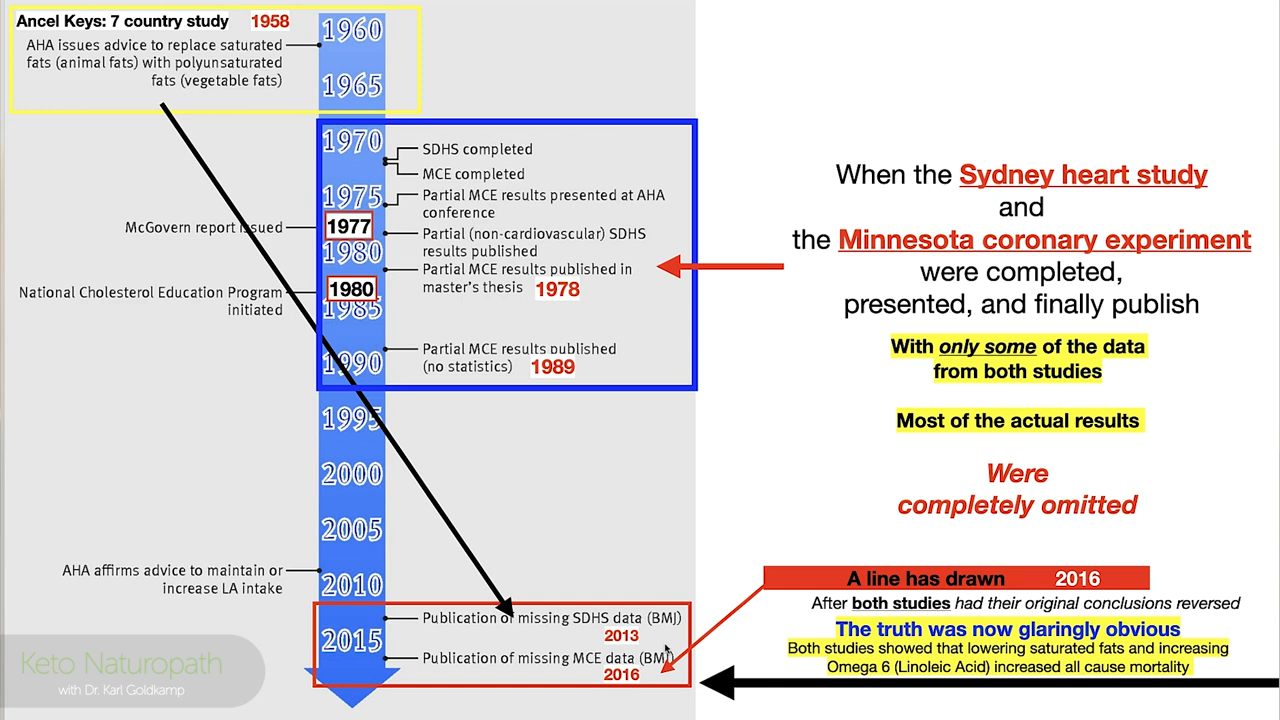 Ancel Keys: 7 country study 1958
AHA issues advice to replace saturated
fats (animal fats) with polyunsaturated
fats (vegetable fats)
1960
1965
1970
SDHS completed
MCE completed
1975
Partial MCE results presented at AHA
conference
McGovern report issued
1977
Partial (non-cardiovascular) SDHS
results published
1980
Partial MCE results published in
master's thesis 1978
National Cholesterol Education Program
initiated
1980
1985
Partial MCE results published
(no statistics) 1989
1990
1995
2000
2005
AHA affirms advice to maintain or
increase LA intake
2010
Publication of missing SDHS data (BMJ)
2013
2015
Publication of missing MCE data (BMJ)
2016
When the Sydney heart study
and
the Minnesota coronary experiment
were completed,
presented, and finally publish
With only some of the data
from both studies
Most of the actual results
Were
completely omitted
A line has drawn 2016
After both studies had their original conclusions reversed
The truth was now glaringly obvious
Both studies showed that lowering saturated fats and increasing
Omega 6 (Linoleic Acid) increased all cause mortality
Keto Naturopath
with Dr. Karl Goldkamp